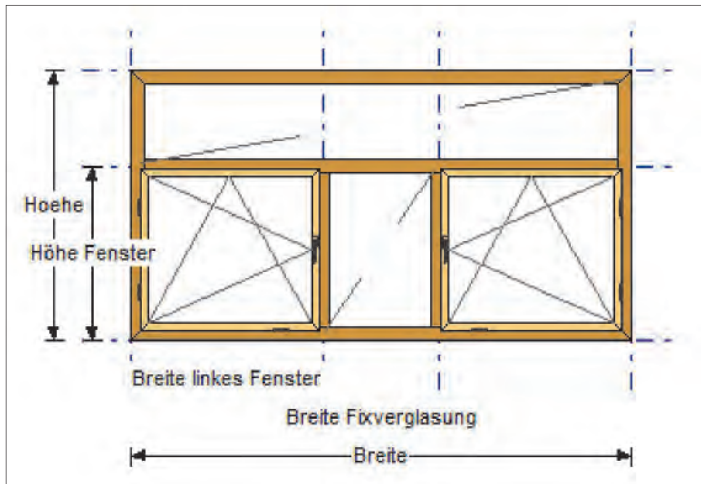 Hoehe
Höhe Fenster
Breite linkes Fenster
Breite Fixverglasung
Breite